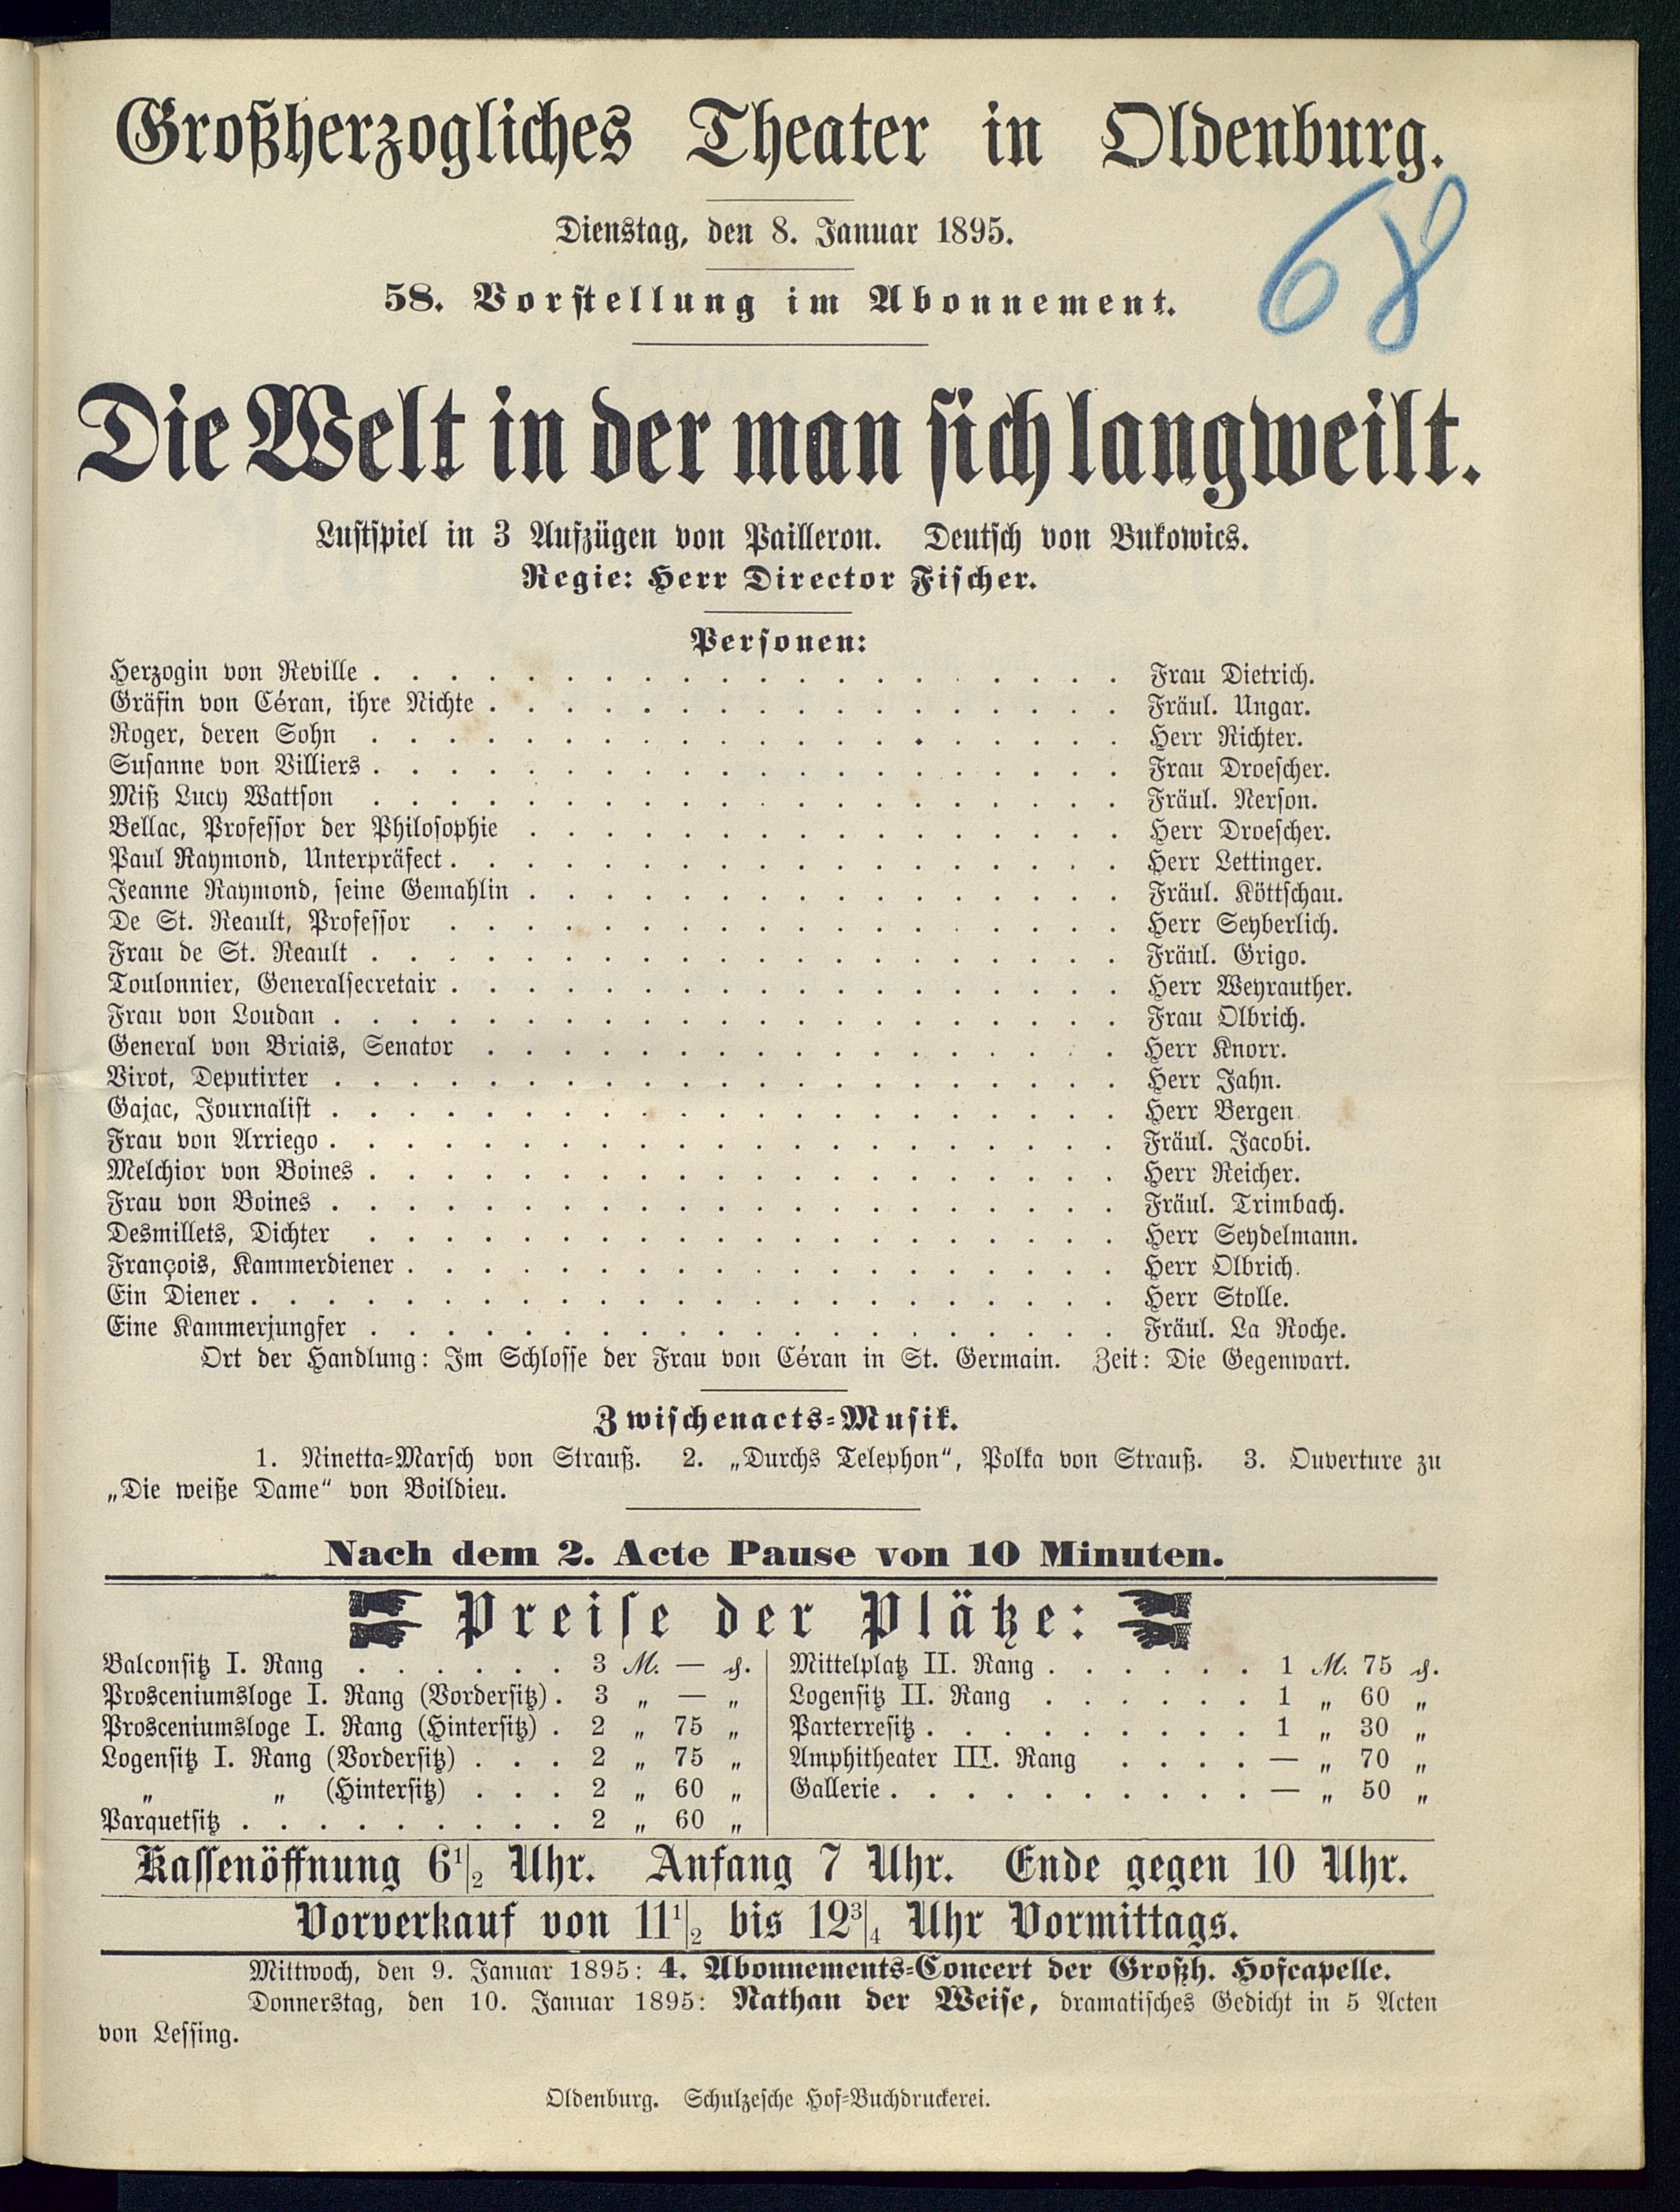 Großherzogliches Theater in Oldenburg.
68
Dienstag, den 8. Januar 1895.
58. Vorstellung im Abonnement.
Die Welt in der man sich langweilt.
Lustspiel in 3 Aufzügen von Pailleron. Deutsch von Bukowics.
Regie: Herr Director Fischer.
Personen:
Herzogin von Reville . . . . . . . . . . . . . . . . . . . . Frau Dietrich.
Gräfin von Céran, ihre Nichte . . . . . . . . . . . . . . . . . Fräul. Ungar.
Roger, deren Sohn . . . . . . . . . . . . . . . . . . . . Herr Richter.
Susanne von Villiers . . . . . . . . . . . . . . . . . . . . Frau Droescher.
Miß Lucy Wattson . . . . . . . . . . . . . . . . . . . . Fräul. Nerson.
Bellac, Professor der Philosophie . . . . . . . . . . . . . . . . Herr Droescher.
Paul Raymond, Unterpräfect . . . . . . . . . . . . . . . . . . Herr Lettinger.
Jeanne Raymond, seine Gemahlin . . . . . . . . . . . . . . . . Fräul. Köttschau.
De St. Reault, Professor . . . . . . . . . . . . . . . . . . Herr Seyberlich.
Frau de St. Reault . . . . . . . . . . . . . . . . . . . . Fräul. Grigo.
Toulonnier, Generalsecretair . . . . . . . . . . . . . . . . . . Herr Weyrauther.
Frau von Loudan . . . . . . . . . . . . . . . . . . . . . Frau Olbrich.
General von Briais, Senator . . . . . . . . . . . . . . . . . Herr Knorr.
Virot, Deputirter . . . . . . . . . . . . . . . . . . . . . Herr Jahn.
Gajac, Journalist . . . . . . . . . . . . . . . . . . . . . Herr Bergen.
Frau von Arriego . . . . . . . . . . . . . . . . . . . . . Fräul. Jacobi.
Melchior von Boines . . . . . . . . . . . . . . . . . . . . Herr Reicher.
Frau von Boines . . . . . . . . . . . . . . . . . . . . . Fräul. Trimbach.
Desmillets, Dichter . . . . . . . . . . . . . . . . . . . . Herr Seydelmann.
François, Kammerdiener . . . . . . . . . . . . . . . . . . . Herr Olbrich.
Ein Diener . . . . . . . . . . . . . . . . . . . . . . . Herr Stolle.
Eine Kammerjungfer . . . . . . . . . . . . . . . . . . . . Fräul. La Roche.
Ort der Handlung: Im Schlosse der Frau von Céran in St. Germain. Zeit: Die Gegenwart.
Zwischenacts-Musik.
1. Ninetta-Marsch von Strauß. 2. „Durchs Telephon“, Polka von Strauß. 3. Ouverture zu
„Die weiße Dame“ von Boildieu.
Nach dem 2. Acte Pause von 10 Minuten.
Preise der Plätze:
Balconsitz I. Rang . . . . . . 3 M. — ₰.
Prosceniumsloge I. Rang (Vordersitz) . 3 „ — „
Prosceniumsloge I. Rang (Hintersitz) . 2 „ 75 „
Logensitz I. Rang (Vordersitz) . . . 2 „ 75 „
„ „ (Hintersitz) . . . 2 „ 60 „
Parquetsitz . . . . . . . . . 2 „ 60 „
Mittelplatz II. Rang . . . . . . 1 M. 75 ₰.
Logensitz II. Rang . . . . . . 1 „ 60 „
Parterresitz . . . . . . . . . 1 „ 30 „
Amphitheater III. Rang . . . . — „ 70 „
Gallerie . . . . . . . . . . — „ 50 „
Kassenöffnung 6 1/2 Uhr. Anfang 7 Uhr. Ende gegen 10 Uhr.
Vorverkauf von 11 1/2 bis 12 3/4 Uhr Vormittags.
Mittwoch, den 9. Januar 1895: 4. Abonnements-Concert der Großh. Hofcapelle.
Donnerstag, den 10. Januar 1895: Nathan der Weise, dramatisches Gedicht in 5 Acten
von Lessing.
Oldenburg. Schulzesche Hof-Buchdruckerei.